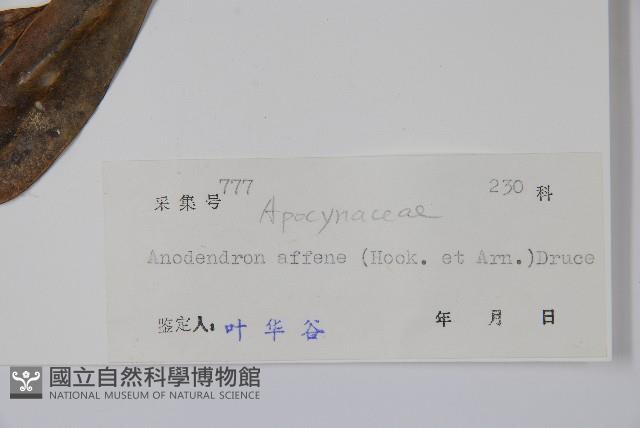 采集号 777 230 科
Apocynaceae
Anodendron affene (Hook. et Arn.)Druce
鉴定人: 叶华谷 年 月 日
國立自然科學博物館
NATIONAL MUSEUM OF NATURAL SCIENCE